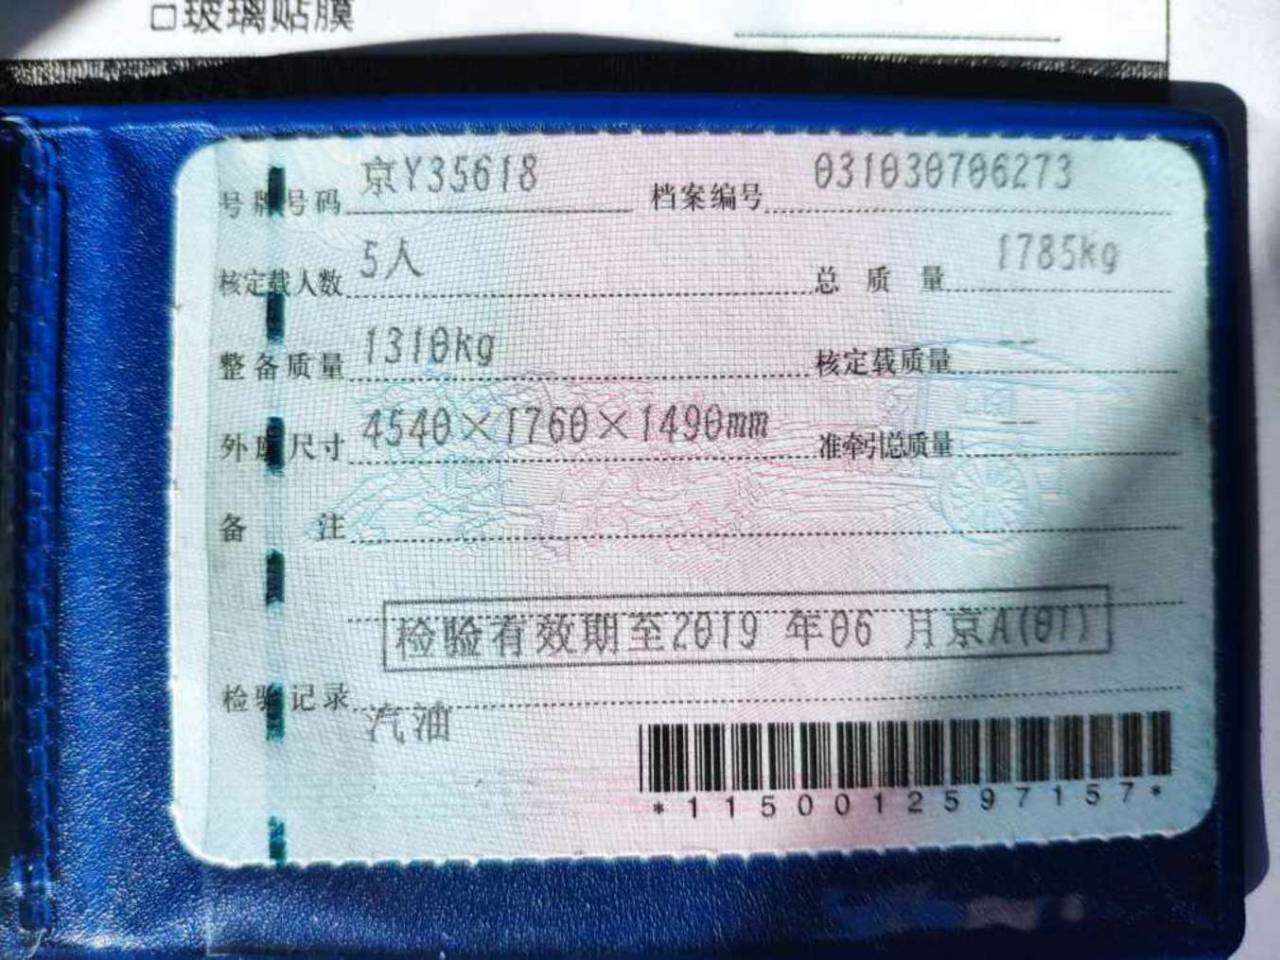 □玻璃贴膜
号牌号码 京Y35618 档案编号 031030706273
核定载人数 5人 总质量 1785kg
整备质量 1310kg 核定载质量 --
外廓尺寸 4540×1760×1490mm 准牵引总质量 --
备注
检验有效期至2019 年06 月京A(01)
检验记录
汽油
*1150012597157*